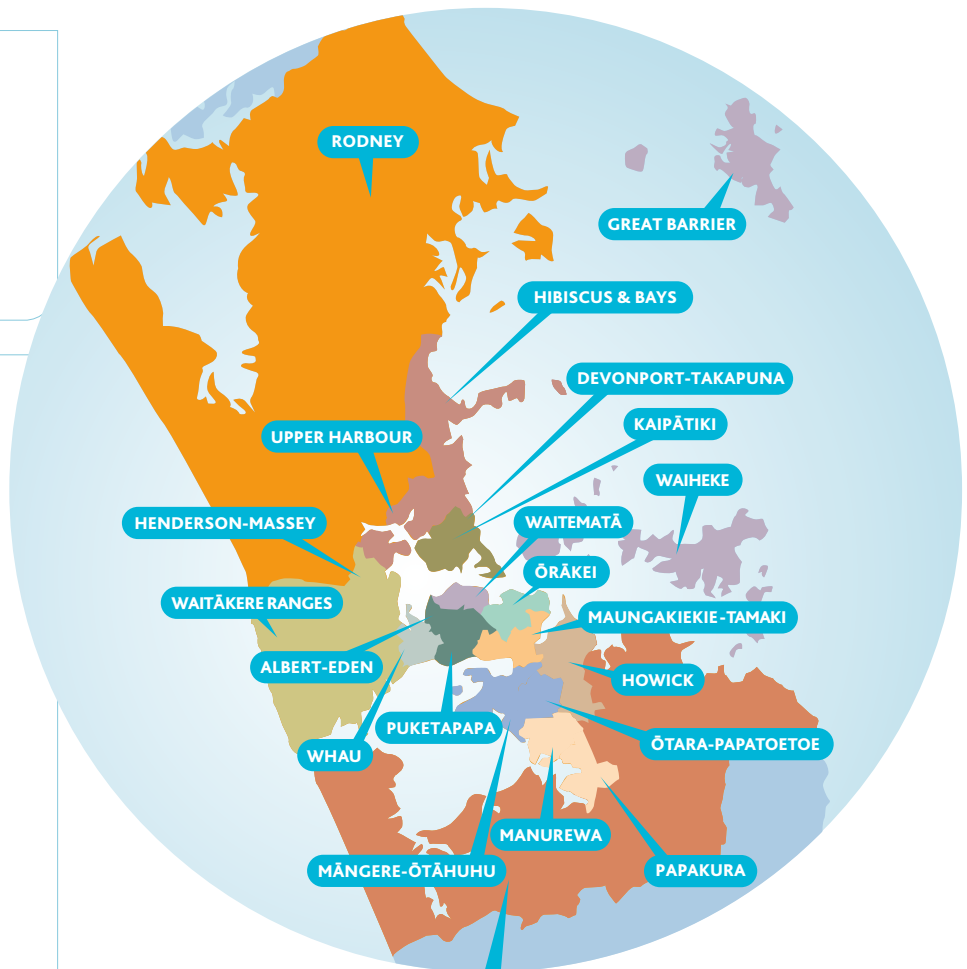 RODNEY
GREAT BARRIER
HIBISCUS & BAYS
DEVONPORT-TAKAPUNA
KAIPĀTIKI
UPPER HARBOUR
WAIHEKE
HENDERSON-MASSEY
WAITEMATĀ
ŌRĀKEI
WAITĀKERE RANGES
MAUNGAKIEKIE-TAMAKI
ALBERT-EDEN
HOWICK
PUKETAPAPA
ŌTARA-PAPATOETOE
WHAU
MANUREWA
MĀNGERE-ŌTĀHUHU
PAPAKURA